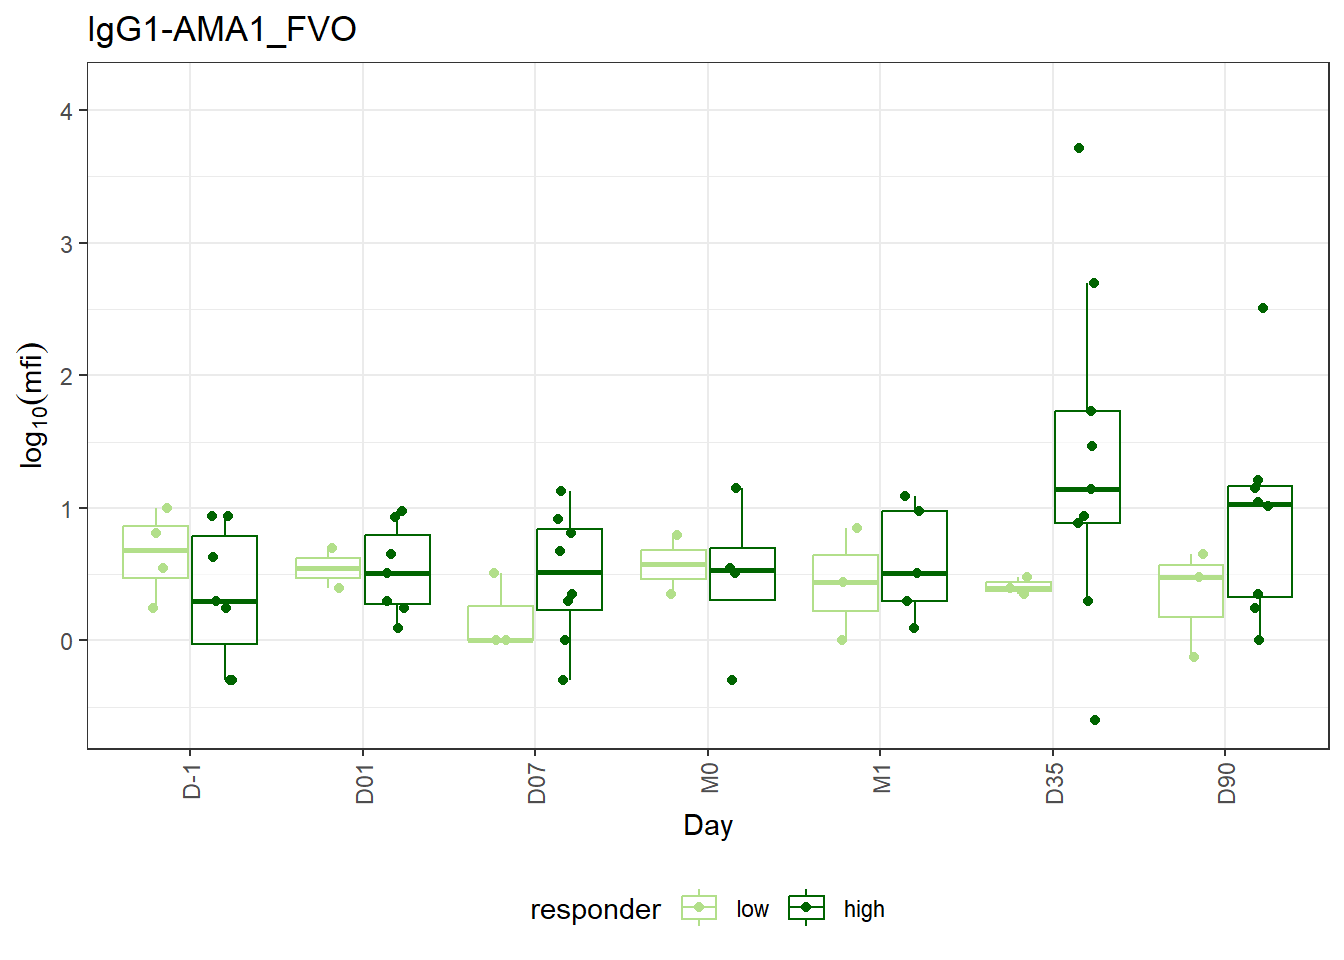 IgG1-AMA1_FVO
4
3
2
1
0
log10(mfi)
D-1 D01 D07 M0 M1 D35 D90
Day
responder low high